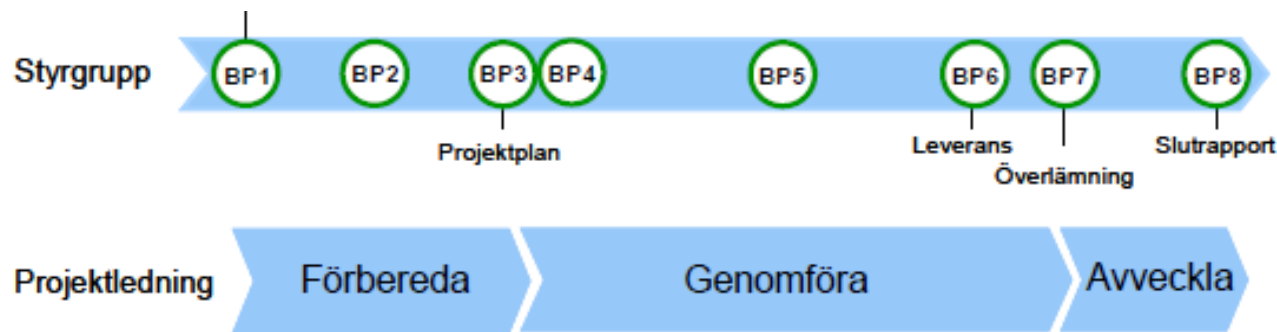 Styrgrupp BP1 BP2 BP3 BP4 BP5 BP6 BP7 BP8
Projektplan Leverans Slutrapport
Överlämning
Projektledning Förbereda Genomföra Avveckla